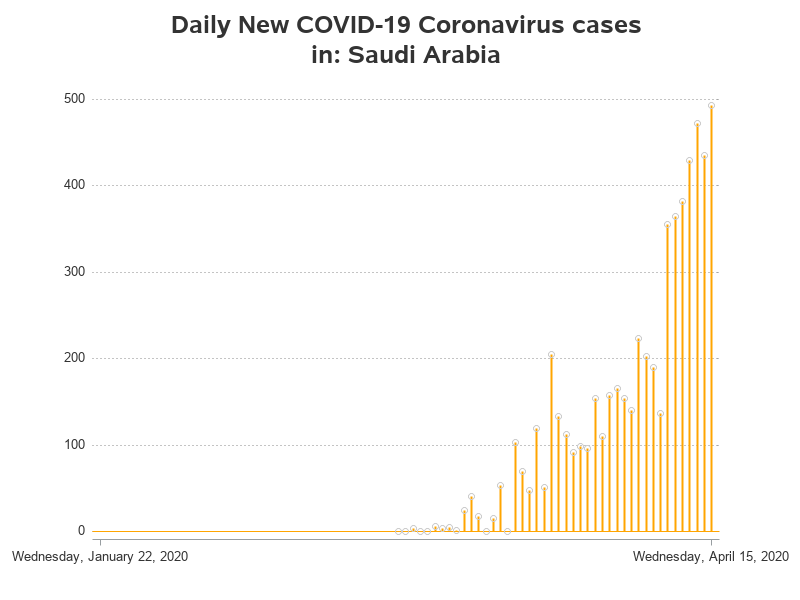 Daily New COVID-19 Coronavirus cases
in: Saudi Arabia
500
400
300
200
100
0
Wednesday, January 22, 2020
Wednesday, April 15, 2020